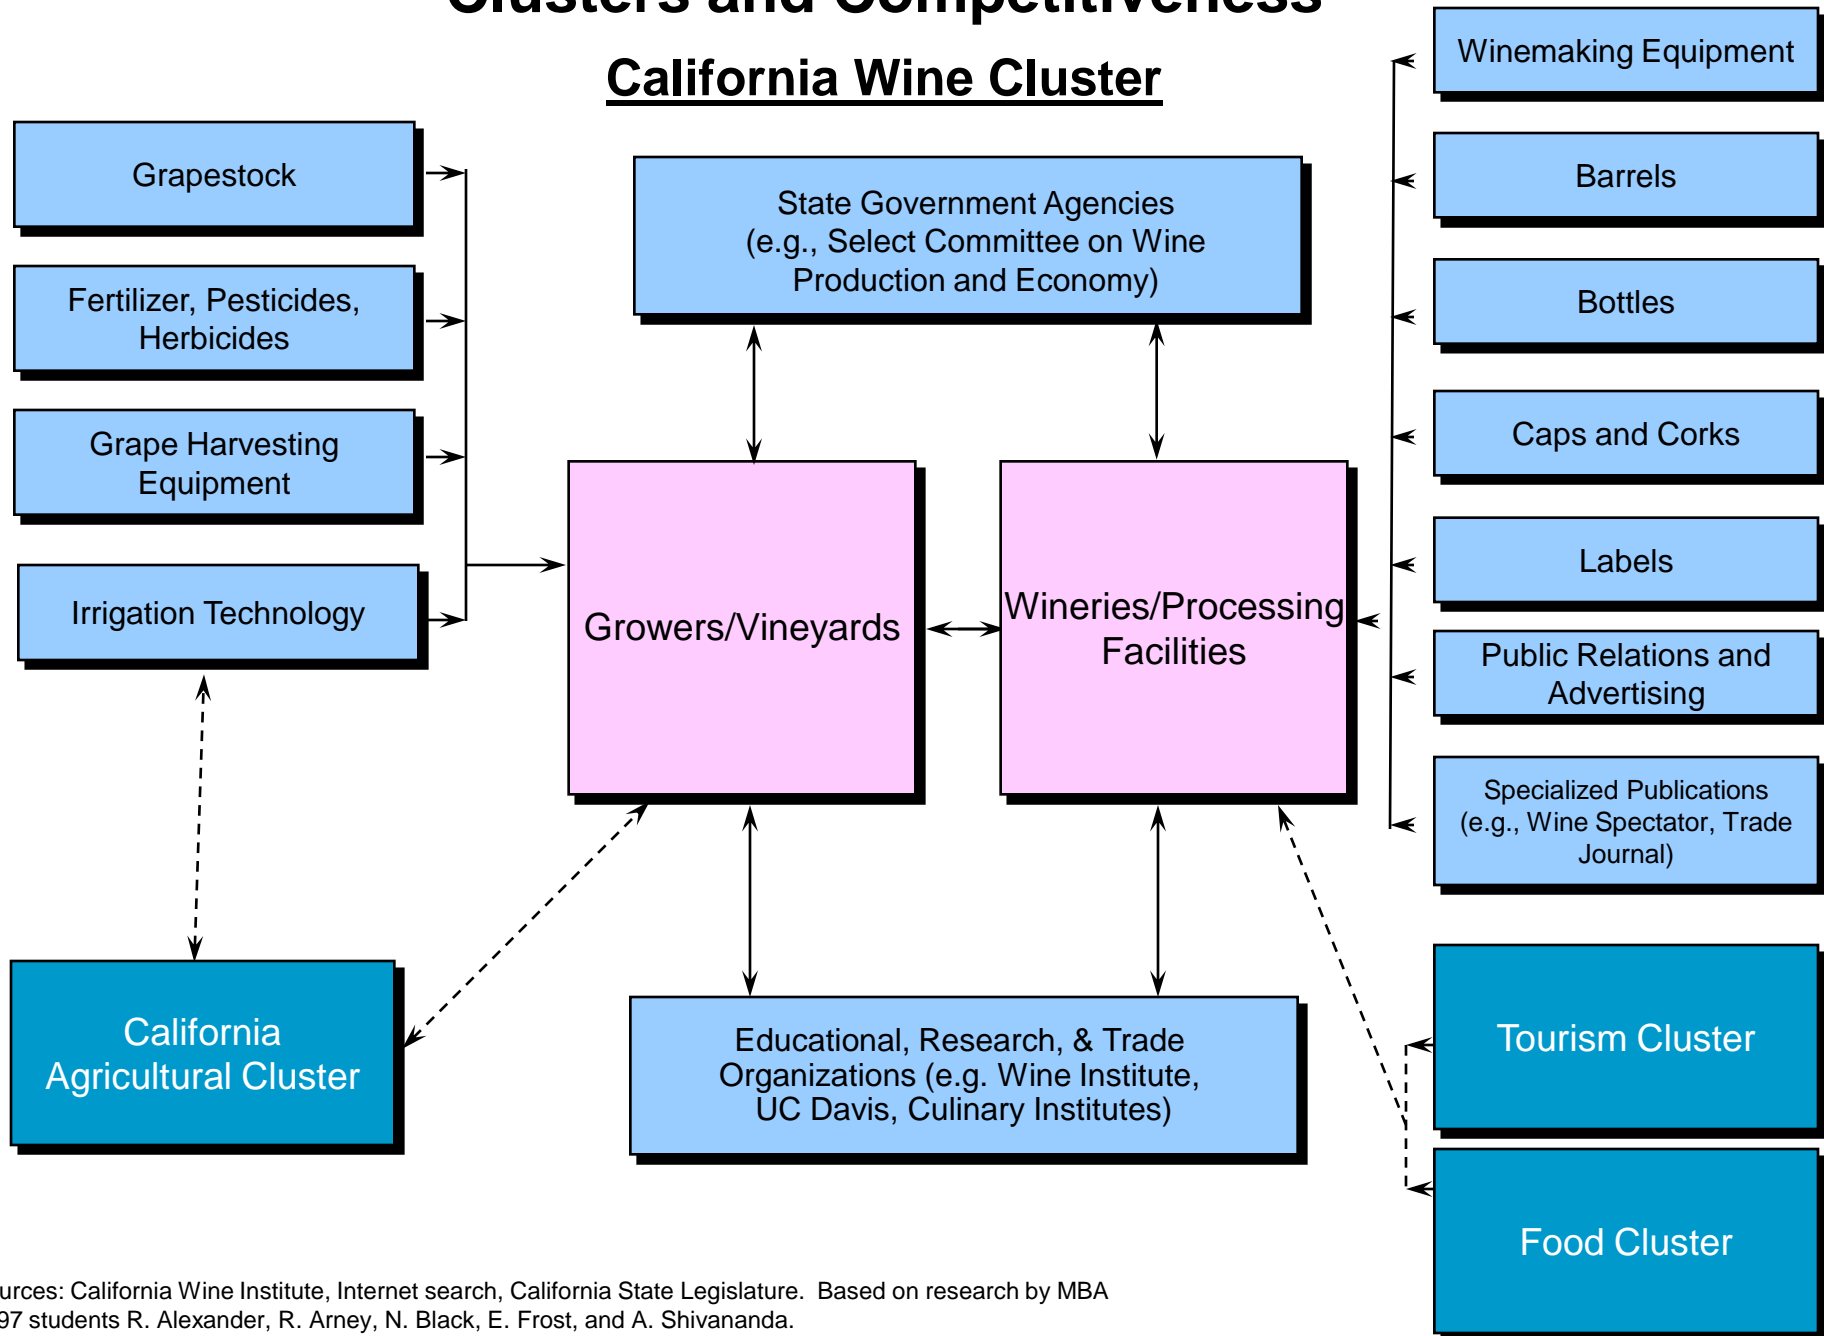 Clusters and Competitiveness
California Wine Cluster
Grapestock
Fertilizer, Pesticides,
Herbicides
Grape Harvesting
Equipment
Irrigation Technology
State Government Agencies
(e.g., Select Committee on Wine
Production and Economy)
Growers/Vineyards
Wineries/Processing
Facilities
Winemaking Equipment
Barrels
Bottles
Caps and Corks
Labels
Public Relations and
Advertising
Specialized Publications
(e.g., Wine Spectator, Trade
Journal)
California
Agricultural Cluster
Educational, Research, & Trade
Organizations (e.g. Wine Institute,
UC Davis, Culinary Institutes)
Tourism Cluster
Food Cluster
urces: California Wine Institute, Internet search, California State Legislature. Based on research by MBA
97 students R. Alexander, R. Arney, N. Black, E. Frost, and A. Shivananda.